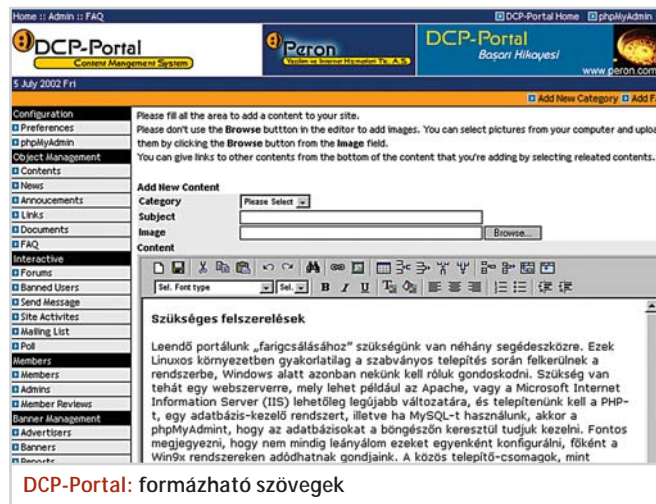 Home :: Admin :: FAQ
DCP-Portal Home phpMyAdmin
DCP-Portal
Content Mangement System
Peron
Yazılım ve Internet Hizmetleri Tic. A.S.
DCP-Portal
Başarı Hikayesi
www.peron.com
5 July 2002 Fri
Add New Category Add F
Configuration
Preferences
phpMyAdmin
Object Management
Contents
News
Annoucements
Links
Documents
FAQ
Interactive
Forums
Banned Users
Send Message
Site Activites
Mailing List
Poll
Members
Members
Admins
Member Reviews
Banner Management
Advertisers
Banners
Reports
Please fill all the area to add a content to your site.
Please don't use the Browse buttton in the editor to add images. You can select pictures from your computer and uploa
them by clicking the Browse button from the Image field.
You can give links to other contents from the bottom of the content that you're adding by selecting releated contents.
Add New Content
Category Please Select
Subject
Image Browse...
Content
Sel. Font type Sel. B I U
Szükséges felszerelések
Leendő portálunk „farigcsálásához” szükségünk van néhány segédeszközre. Ezek
Linuxos környezetben gyakorlatilag a szabványos telepítés során felkerülnek a
rendszerbe, Windows alatt azonban nekünk kell róluk gondoskodni. Szükség van
tehát egy webszerverre, mely lehet például az Apache, vagy a Microsoft Internet
Information Server (IIS) lehetőleg legújabb változatára, és telepítenünk kell a PHP-
t, egy adatbázis-kezelő rendszert, illetve ha MySQL-t használunk, akkor a
phpMyAdmint, hogy az adatbázisokat a böngészőn keresztül tudjuk kezelni. Fontos
megjegyezni, hogy nem mindig leányálom ezeket egyenként konfigurálni, főként a
Win9x rendszereken adódhatnak gondjaink. A közös telepítő-csomagok, mint
DCP-Portal: formázható szövegek